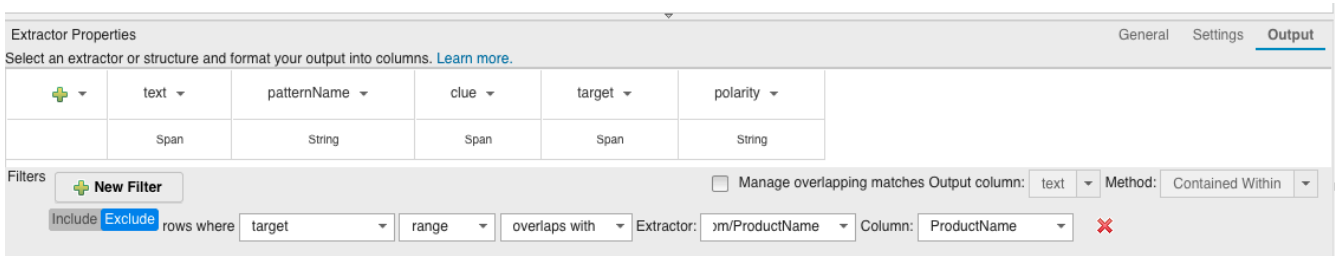 Extractor Properties General Settings Output
Select an extractor or structure and format your output into columns. Learn more.
text patternName clue target polarity
Span String Span Span String
Filters New Filter Manage overlapping matches Output column: text Method: Contained Within
Include Exclude rows where target range overlaps with Extractor: om/ProductName Column: ProductName